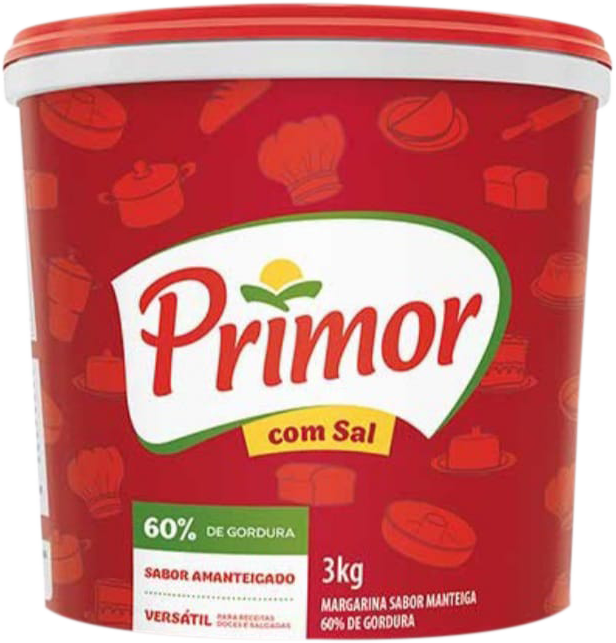 Primor
com Sal
60% DE GORDURA
SABOR AMANTEIGADO
VERSÁTIL PARA RECEITAS
DOCES E SALGADAS
3kg
MARGARINA SABOR MANTEIGA
60% DE GORDURA